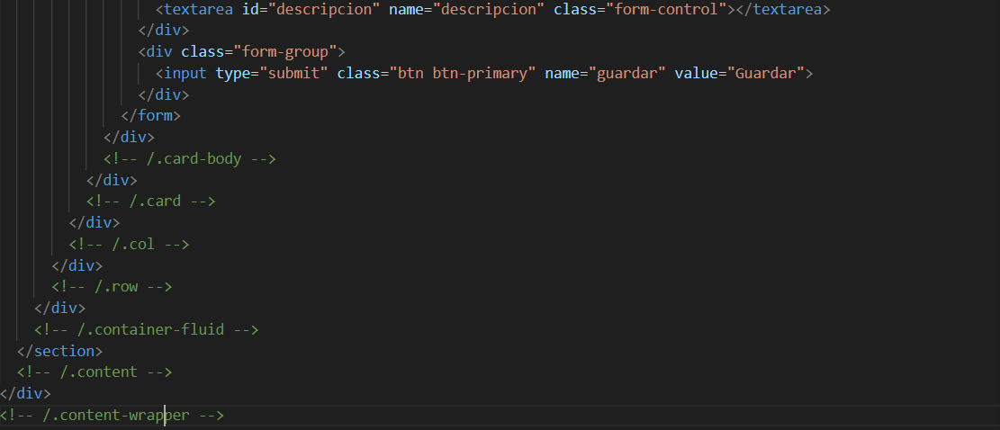 <textarea id="descripcion" name="descripcion" class="form-control"></textarea>
</div>
<div class="form-group">
<input type="submit" class="btn btn-primary" name="guardar" value="Guardar">
</div>
</form>
</div>
<!-- /.card-body -->
</div>
<!-- /.card -->
</div>
<!-- /.col -->
</div>
<!-- /.row -->
</div>
<!-- /.container-fluid -->
</section>
<!-- /.content -->
</div>
<!-- /.content-wrapper -->